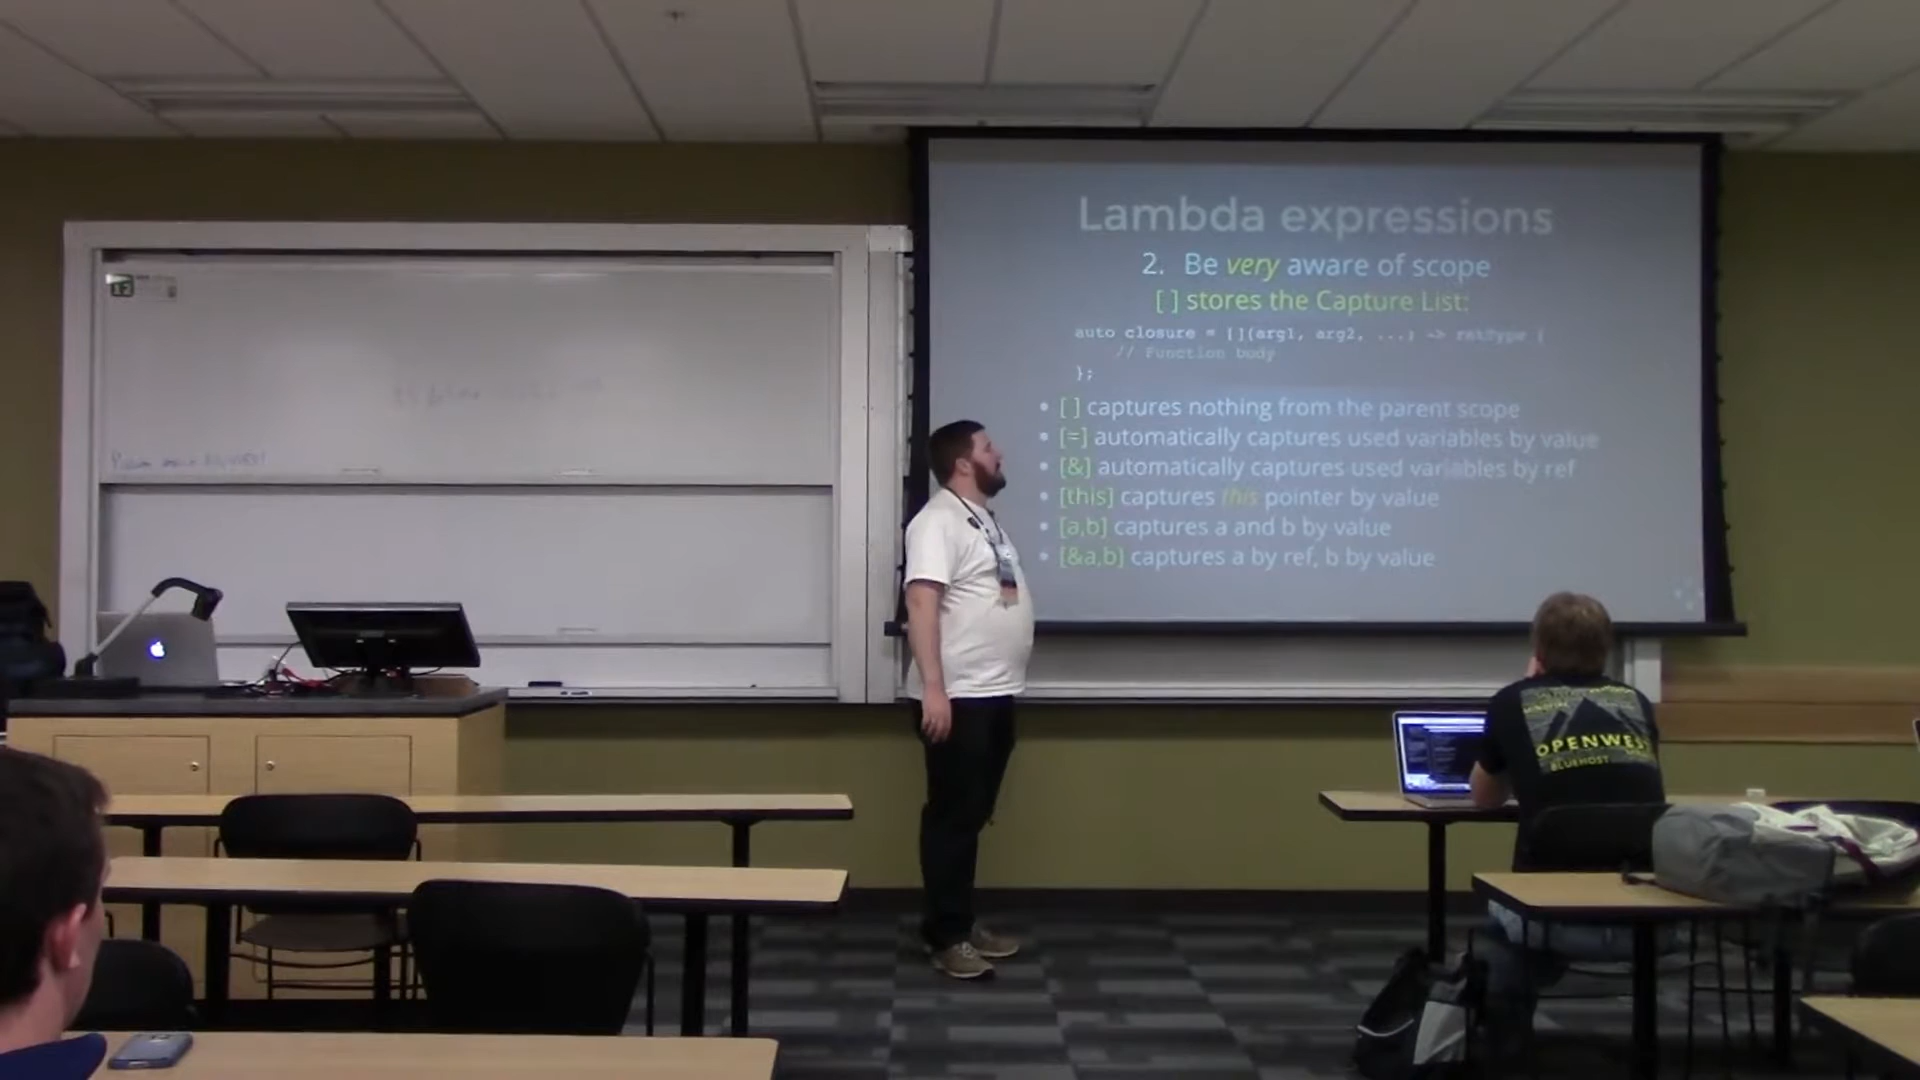 Lambda expressions
2. Be very aware of scope
[ ] stores the Capture List:
auto closure = [](arg1, arg2, ...) -> retType {
// Function body
};
• [ ] captures nothing from the parent scope
• [=] automatically captures used variables by value
• [&] automatically captures used variables by ref
• [this] captures this pointer by value
• [a,b] captures a and b by value
• [&a,b] captures a by ref, b by value
OPENWEST
BLUEHOST